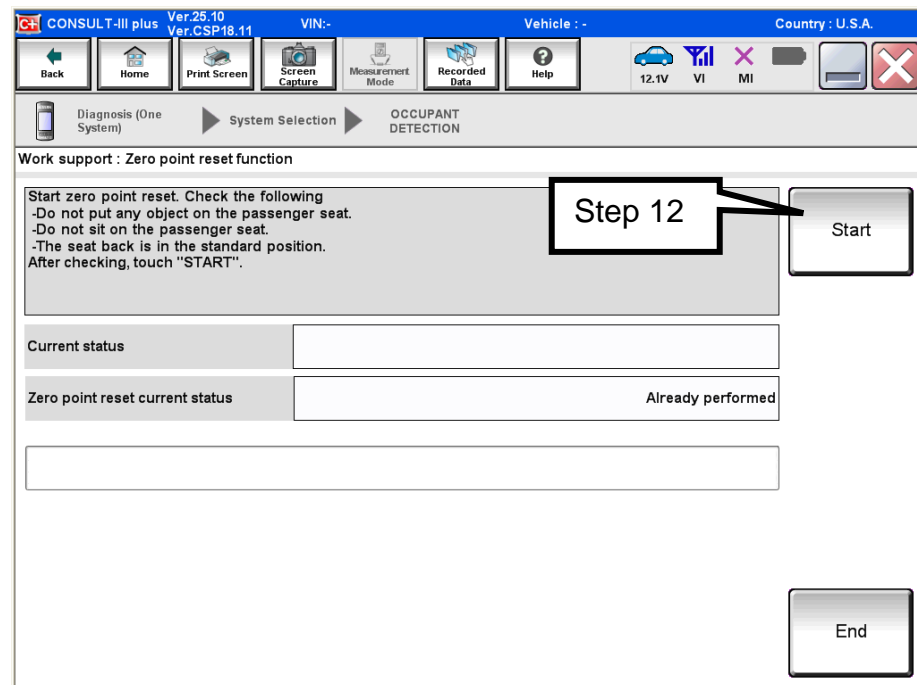 C+ CONSULT-III plus Ver.25.10 VIN:- Vehicle : - Country : U.S.A.
Ver.CSP18.11
Back Home Print Screen Screen Capture Measurement Mode Recorded Data Help 12.1V VI MI
Diagnosis (One System) System Selection OCCUPANT DETECTION
Work support : Zero point reset function
Start zero point reset. Check the following
-Do not put any object on the passenger seat.
-Do not sit on the passenger seat.
-The seat back is in the standard position.
After checking, touch "START".
Step 12
Start
Current status
Zero point reset current status Already performed
End